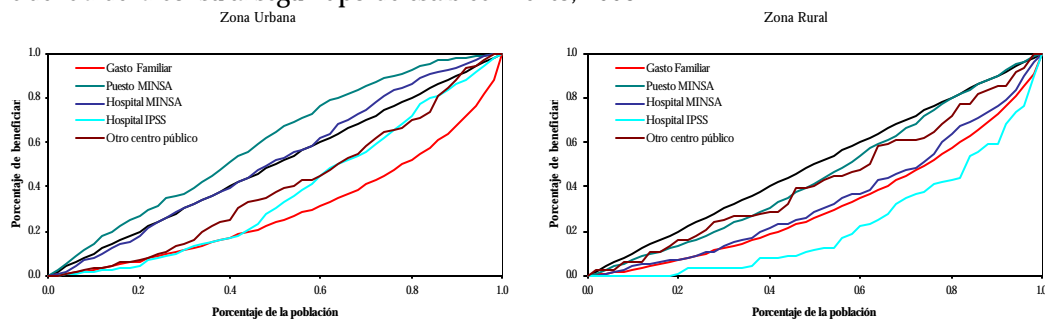 Zona Urbana
1.0
0.8
0.6
0.4
0.2
0.0
Porcentaje de beneficiar
Gasto Familiar
Puesto MINSA
Hospital MINSA
Hospital IPSS
Otro centro público
0.0 0.2 0.4 0.6 0.8 1.0
Porcentaje de la población
Zona Rural
1.0
0.8
0.6
0.4
0.2
0.0
Porcentaje de beneficiar
Gasto Familiar
Puesto MINSA
Hospital MINSA
Hospital IPSS
Otro centro público
0.0 0.2 0.4 0.6 0.8 1.0
Porcentaje de la población